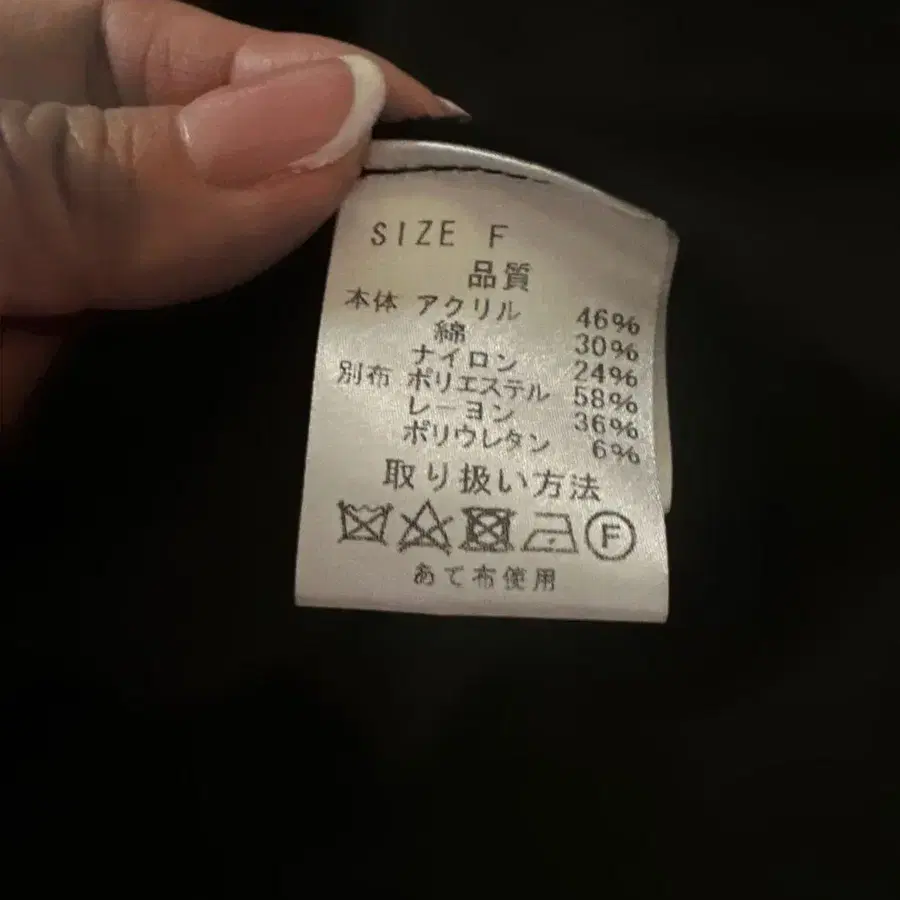 SIZE F
品質
本体 アクリル 46%
綿 30%
ナイロン 24%
別布 ポリエステル 58%
レーヨン 36%
ポリウレタン 6%
取り扱い方法
F
あて布使用